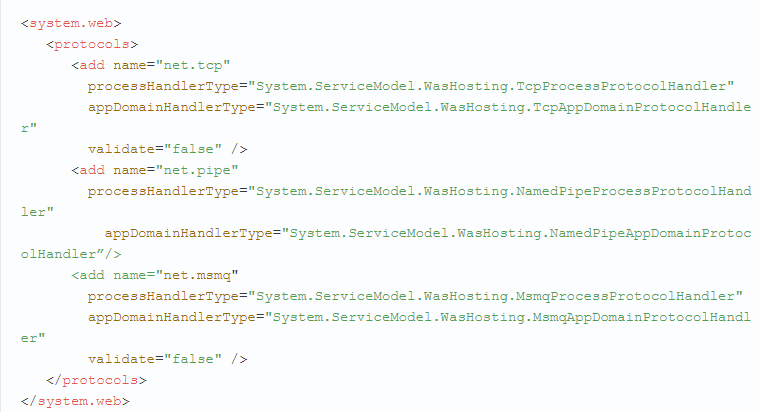 <system.web>
<protocols>
<add name="net.tcp"
processHandlerType="System.ServiceModel.WasHosting.TcpProcessProtocolHandler"
appDomainHandlerType="System.ServiceModel.WasHosting.TcpAppDomainProtocolHandle
r"
validate="false" />
<add name="net.pipe"
processHandlerType="System.ServiceModel.WasHosting.NamedPipeProcessProtocolHand
ler"
appDomainHandlerType="System.ServiceModel.WasHosting.NamedPipeAppDomainProtoc
olHandler”/>
<add name="net.msmq"
processHandlerType="System.ServiceModel.WasHosting.MsmqProcessProtocolHandler"
appDomainHandlerType="System.ServiceModel.WasHosting.MsmqAppDomainProtocolHandl
er"
validate="false" />
</protocols>
</system.web>